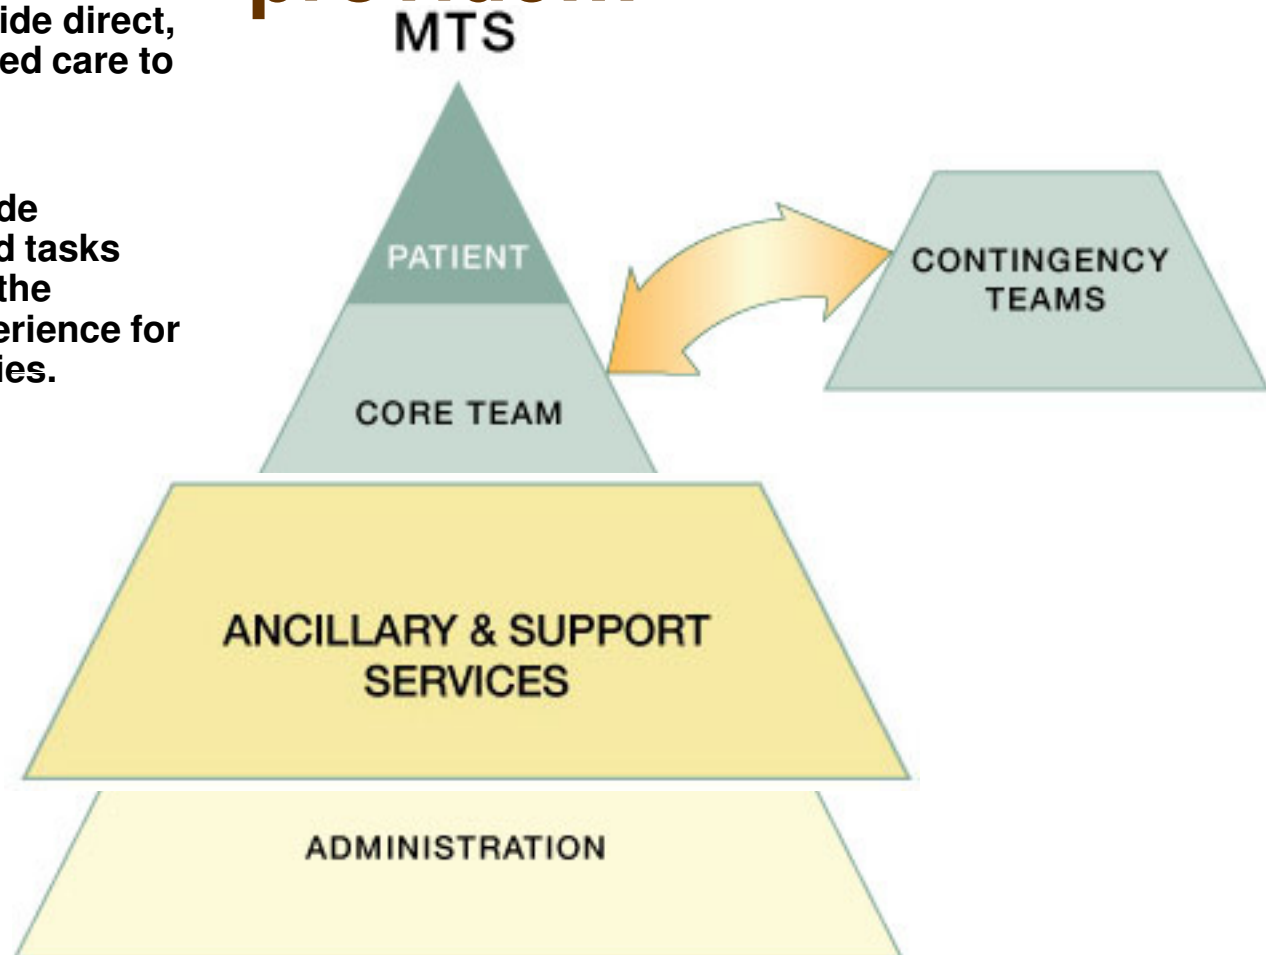 ide direct,
ed care to
de
d tasks
the
erience for
ies.
MTS
PATIENT
CORE TEAM
CONTINGENCY
TEAMS
ANCILLARY & SUPPORT
SERVICES
ADMINISTRATION